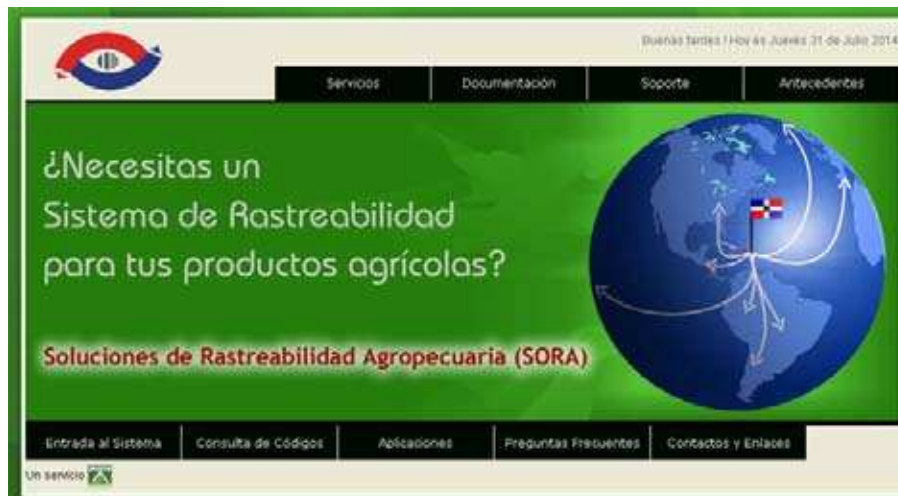 Buenas tardes ! Hoy es Jueves 31 de Julio 2014
Servicios Documentación Soporte Antecedentes
¿Necesitas un
Sistema de Rastreabilidad
para tus productos agrícolas?
Soluciones de Rastreabilidad Agropecuaria (SORA)
Entrada al Sistema Consulta de Códigos Aplicaciones Preguntas Frecuentes Contactos y Enlaces
Un servicio